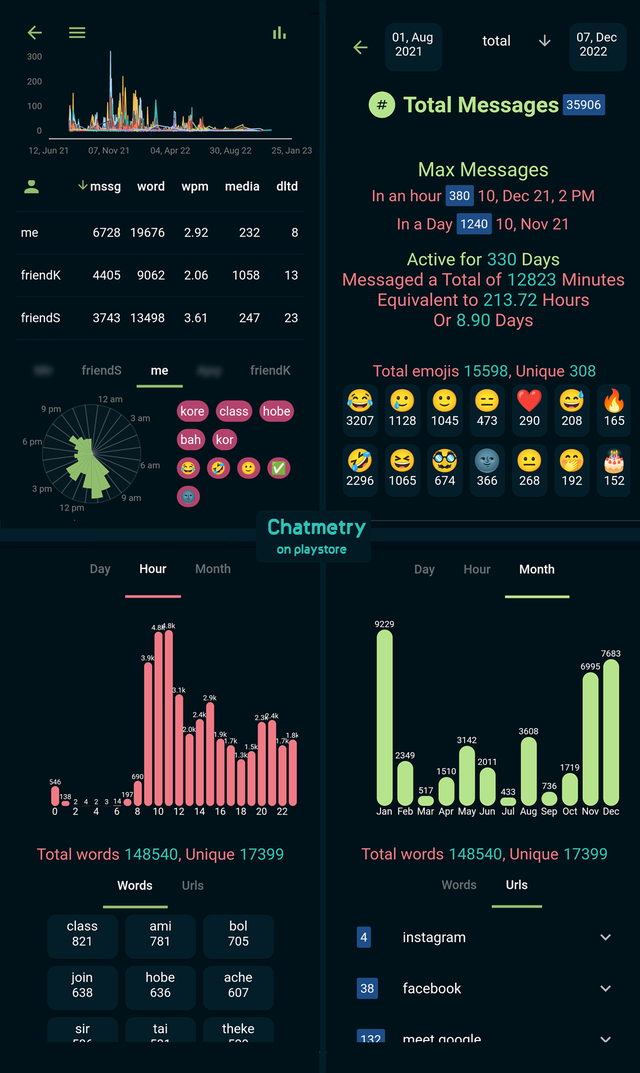 300
200
100
0
12, Jun 21 07, Nov 21 04, Apr 22 30, Aug 22 25, Jan 23
mssg word wpm media dltd
me 6728 19676 2.92 232 8
friendK 4405 9062 2.06 1058 13
friendS 3743 13498 3.61 247 23
friendS me friendK
12 am
3 am
6 am
9 am
12 pm
3 pm
6 pm
9 pm
kore class hobe
bah kor
01, Aug 2021 total 07, Dec 2022
# Total Messages 35906
Max Messages
In an hour 380 10, Dec 21, 2 PM
In a Day 1240 10, Nov 21
Active for 330 Days
Messaged a Total of 12823 Minutes
Equivalent to 213.72 Hours
Or 8.90 Days
Total emojis 15598, Unique 308
3207 1128 1045 473 290 208 165
2296 1065 674 366 268 192 152
Chatmetry
on playstore
Day Hour Month
546 138 2 4 2 3 14 197 690 3.9k 4.8k 4.8k 3.1k 2.0k 2.4k 2.9k 1.9k 1.7k 1.3k 1.5k 2.3k 2.4k 1.7k 1.8k
0 2 4 6 8 10 12 14 16 18 20 22
Total words 148540, Unique 17399
Words Urls
class ami bol
821 781 705
join hobe ache
638 636 607
sir tai theke
Day Hour Month
9229 2349 517 1510 3142 2011 433 3608 736 1719 6995 7683
Jan Feb Mar Apr May Jun Jul Aug Sep Oct Nov Dec
Total words 148540, Unique 17399
Words Urls
4 instagram
38 facebook
132 meet google